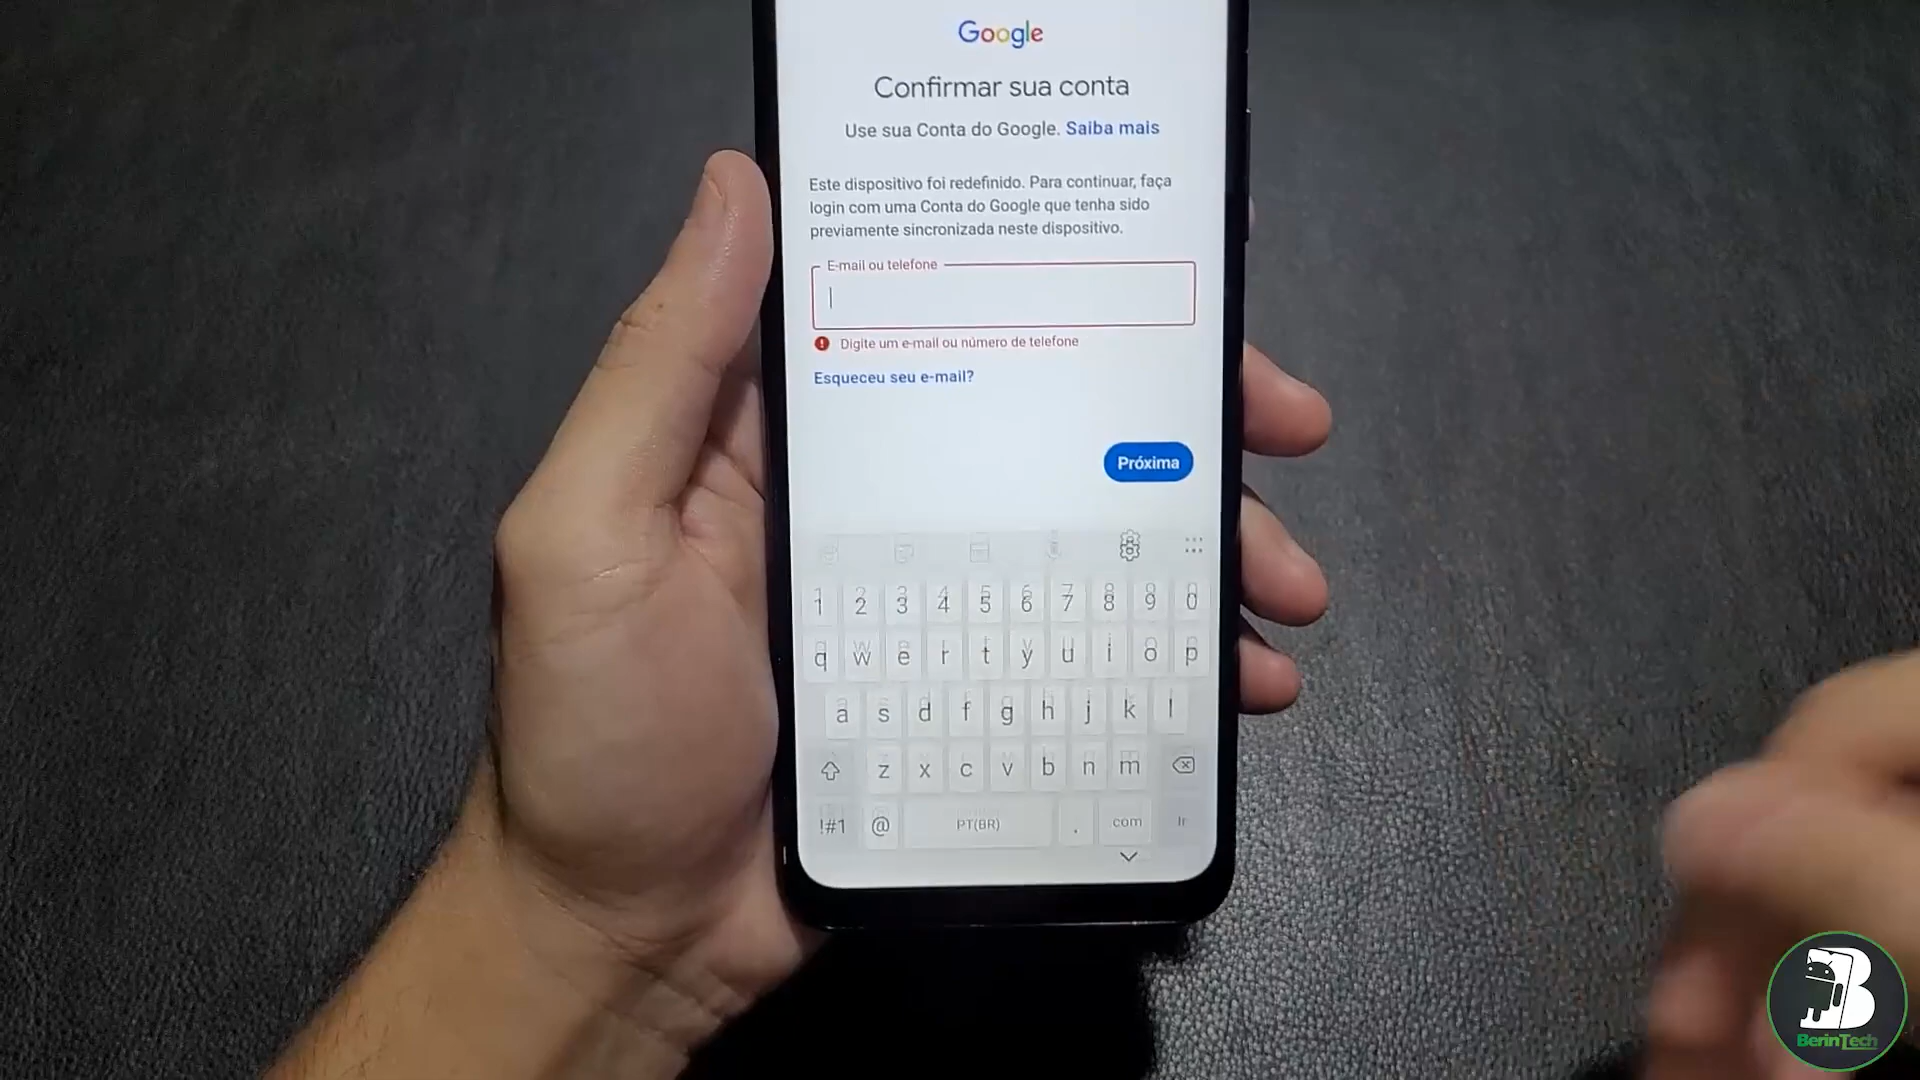 Google
Confirmar sua conta
Use sua Conta do Google. Saiba mais
Este dispositivo foi redefinido. Para continuar, faça
login com uma Conta do Google que tenha sido
previamente sincronizada neste dispositivo.
E-mail ou telefone
Digite um e-mail ou número de telefone
Esqueceu seu e-mail?
Próxima
1 2 3 4 5 6 7 8 9 0
q w e r t y u i o p
a s d f g h j k l
z x c v b n m
!#1 @ PT(BR) . com Ir
B
BerinTech